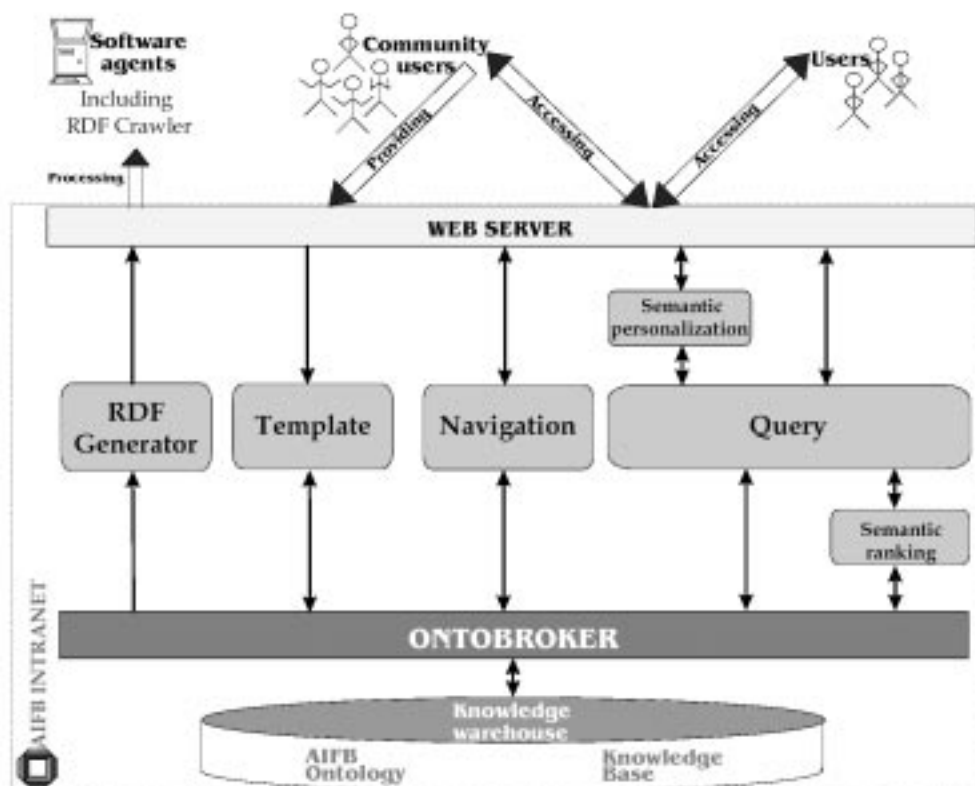 Software
agents
Including
RDF Crawler
Community
users
Users
Processing
Providing
Accessing
Accessing
WEB SERVER
Semantic
personalization
RDF
Generator
Template
Navigation
Query
Semantic
ranking
ONTOBROKER
AIFB INTRANET
Knowledge
warehouse
AIFB
Ontology
Knowledge
Base